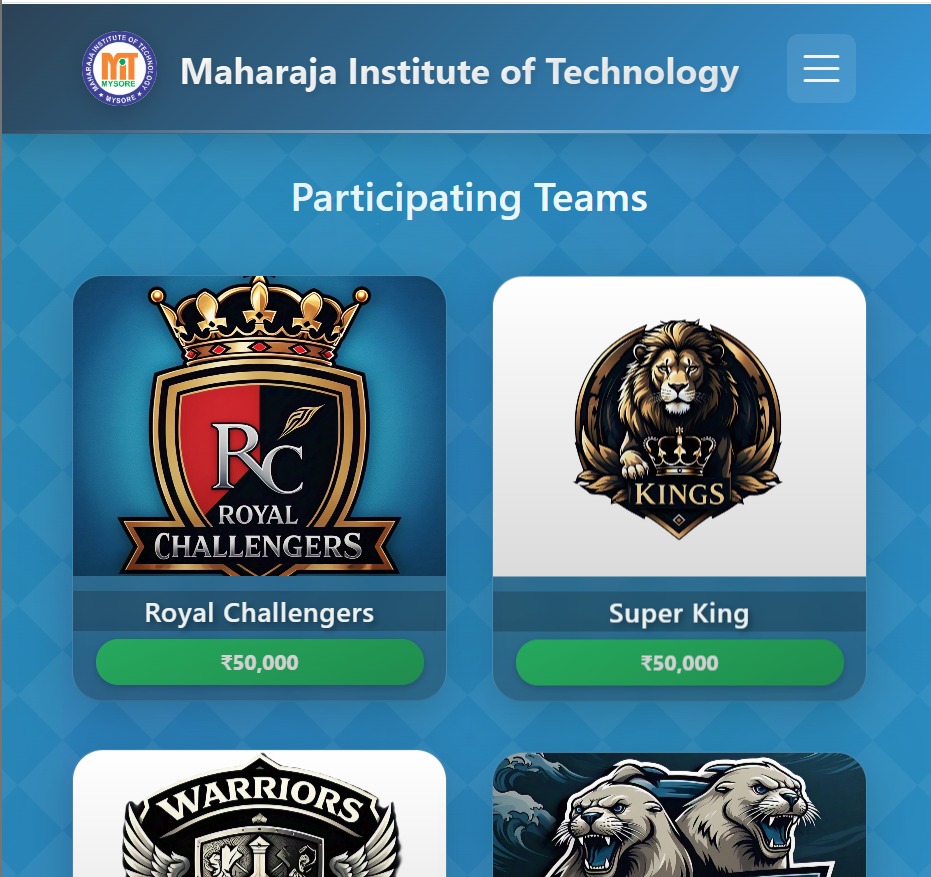 MAHARAJA INSTITUTE OF TECHNOLOGY
MIT
MYSORE
★ MYSORE ★
Maharaja Institute of Technology
Participating Teams
RC
ROYAL
CHALLENGERS
KINGS
Royal Challengers
Super King
₹50,000
₹50,000
WARRIORS